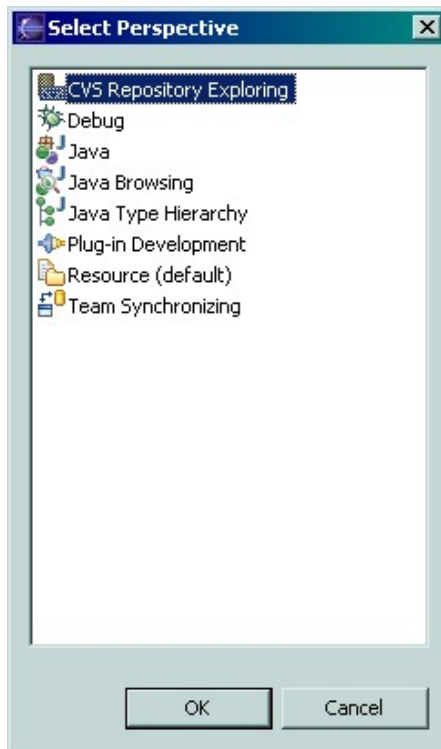 Select Perspective
CVS Repository Exploring
Debug
Java
Java Browsing
Java Type Hierarchy
Plug-in Development
Resource (default)
Team Synchronizing
OK Cancel